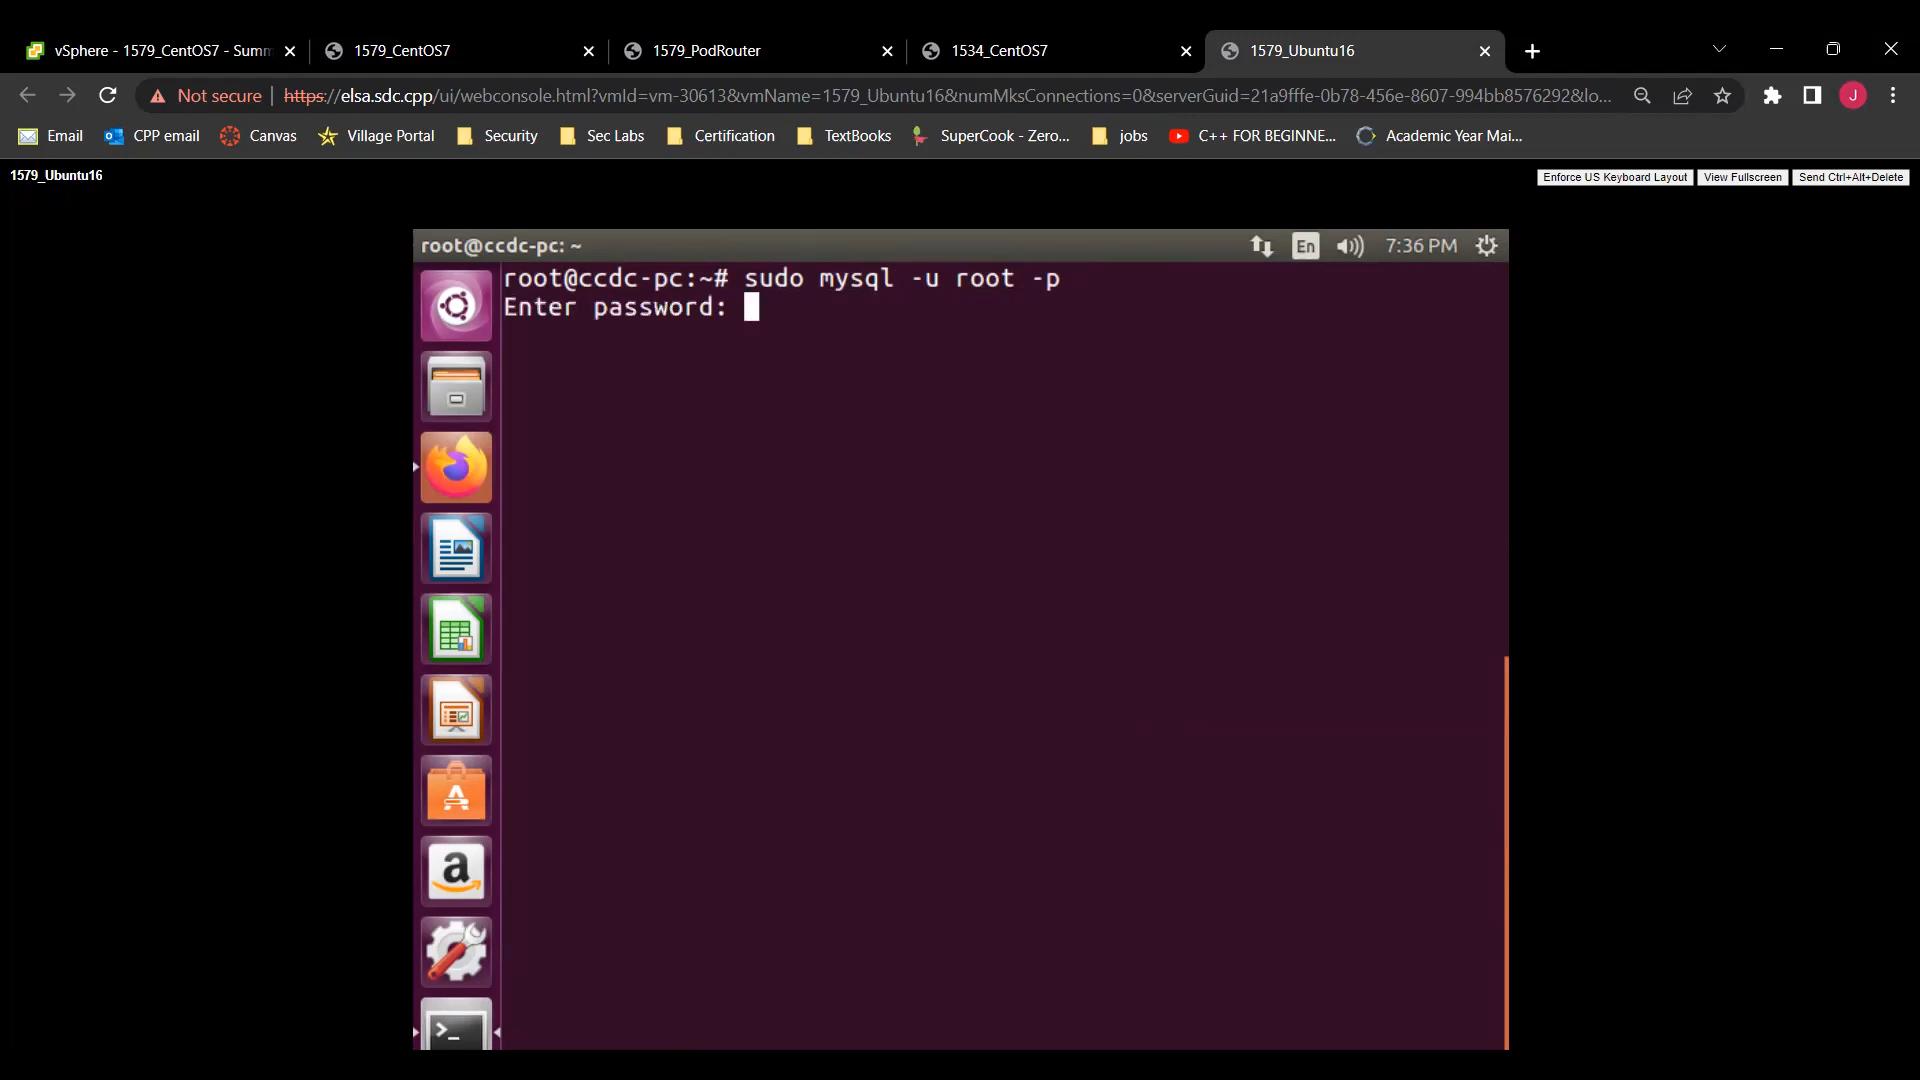 vSphere - 1579_CentOS7 - Summ
1579_CentOS7
1579_PodRouter
1534_CentOS7
1579_Ubuntu16
Not secure
https://elsa.sdc.cpp/ui/webconsole.html?vmId=vm-30613&vmName=1579_Ubuntu16&numMksConnections=0&serverGuid=21a9fffe-0b78-456e-8607-994bb8576292&lo...
J
Email
CPP email
Canvas
Village Portal
Security
Sec Labs
Certification
TextBooks
SuperCook - Zero...
jobs
C++ FOR BEGINNE...
Academic Year Mai...
1579_Ubuntu16
Enforce US Keyboard Layout
View Fullscreen
Send Ctrl+Alt+Delete
root@ccdc-pc: ~
En
7:36 PM
root@ccdc-pc:~# sudo mysql -u root -p
Enter password:
a
>_